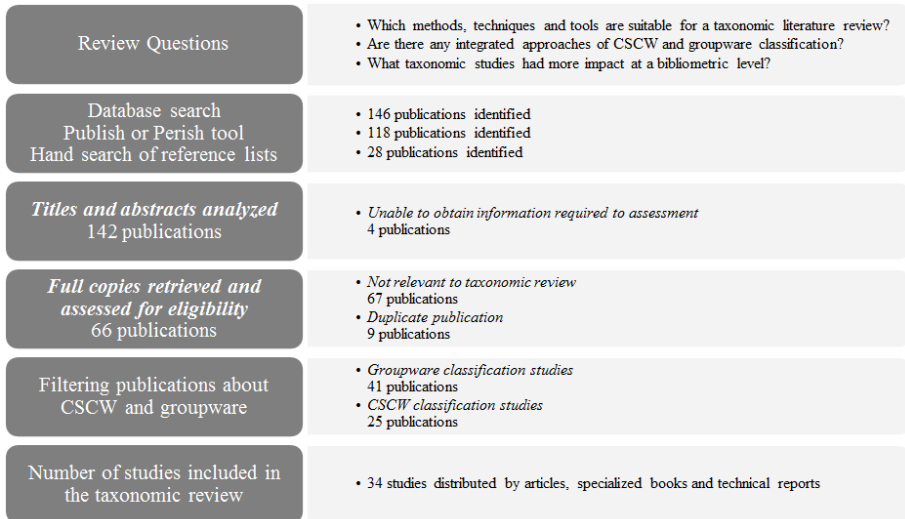 Review Questions
• Which methods, techniques and tools are suitable for a taxonomic literature review?
• Are there any integrated approaches of CSCW and groupware classification?
• What taxonomic studies had more impact at a bibliometric level?
Database search
Publish or Perish tool
Hand search of reference lists
• 146 publications identified
• 118 publications identified
• 28 publications identified
Titles and abstracts analyzed
142 publications
• Unable to obtain information required to assessment
4 publications
Full copies retrieved and
assessed for eligibility
66 publications
• Not relevant to taxonomic review
67 publications
• Duplicate publication
9 publications
Filtering publications about
CSCW and groupware
• Groupware classification studies
41 publications
• CSCW classification studies
25 publications
Number of studies included in
the taxonomic review
• 34 studies distributed by articles, specialized books and technical reports